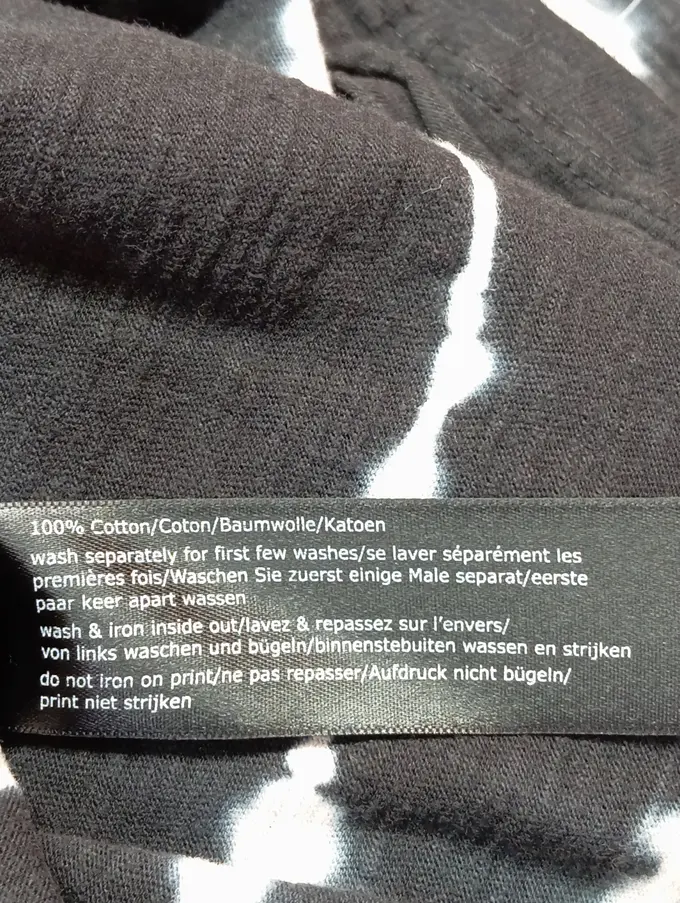 100% Cotton/Coton/Baumwolle/Katoen
wash separately for first few washes/se laver séparément les
premières fois/Waschen Sie zuerst einige Male separat/eerste
paar keer apart wassen
wash & iron inside out/lavez & repassez sur l'envers/
von links waschen und bügeln/binnenstebuiten wassen en strijken
do not iron on print/ne pas repasser/Aufdruck nicht bügeln/
print niet strijken